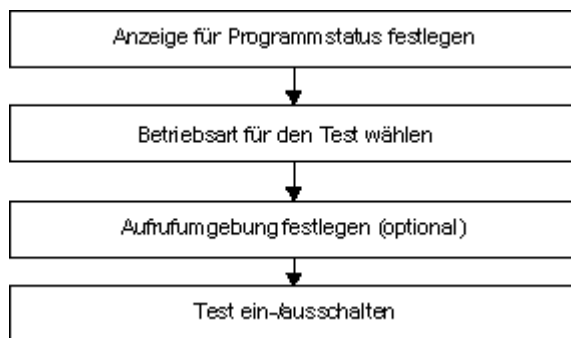 Anzeige für Programmstatus festlegen
Betriebsart für den Test wählen
Aufrufumgebung festlegen (optional)
Test ein-/ausschalten